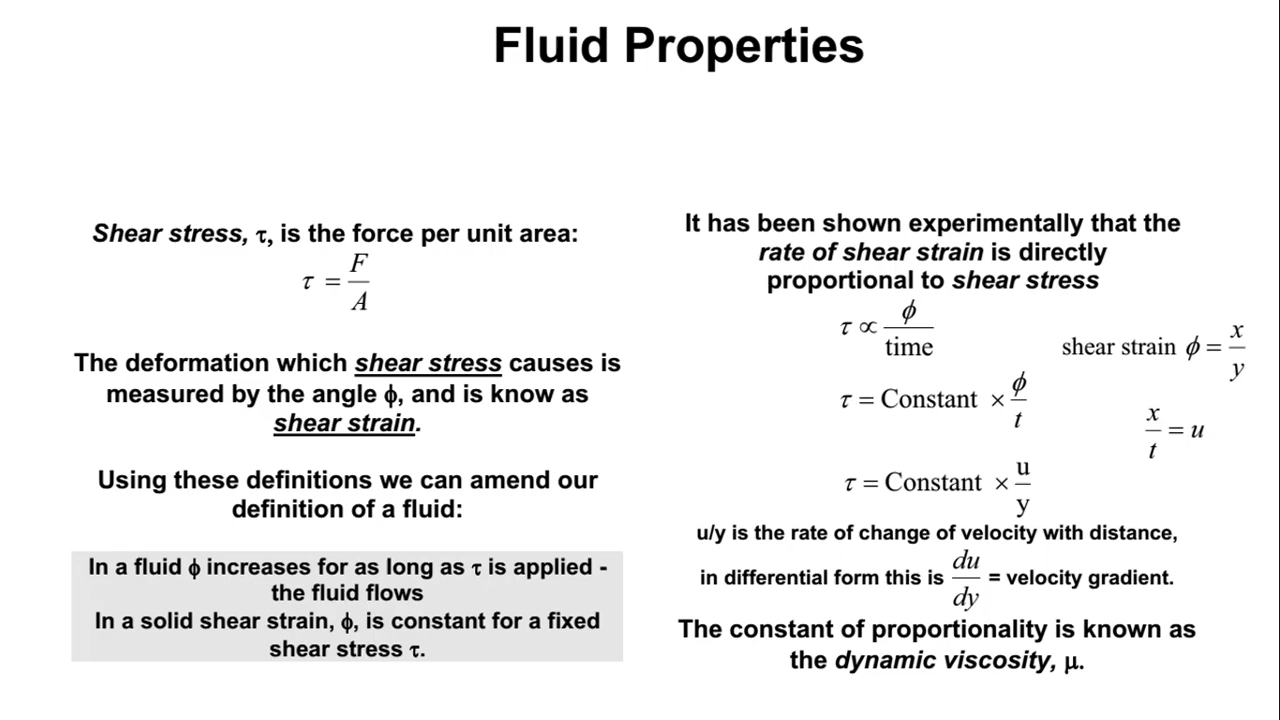 Fluid Properties
Shear stress, τ, is the force per unit area:
τ = F/A
The deformation which shear stress causes is
measured by the angle ϕ, and is know as
shear strain.
Using these definitions we can amend our
definition of a fluid:
In a fluid ϕ increases for as long as τ is applied -
the fluid flows
In a solid shear strain, ϕ, is constant for a fixed
shear stress τ.
It has been shown experimentally that the
rate of shear strain is directly
proportional to shear stress
τ ∝ ϕ/time
shear strain ϕ = x/y
τ = Constant × ϕ/t
x/t = u
τ = Constant × u/y
u/y is the rate of change of velocity with distance,
in differential form this is du/dy = velocity gradient.
The constant of proportionality is known as
the dynamic viscosity, μ.